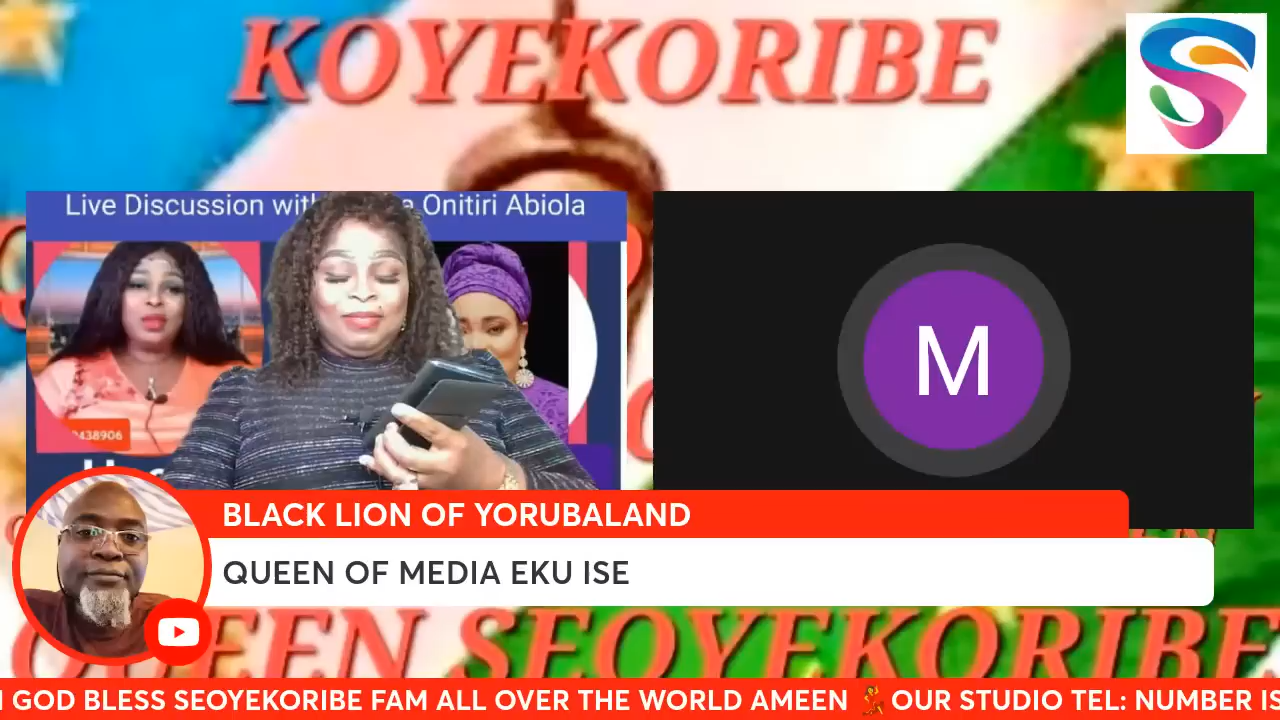 KOYEKORIBE
Live Discussion with Onitiri Abiola
438906
M
BLACK LION OF YORUBALAND
QUEEN OF MEDIA EKU ISE
QUEEN SEOYEKORIBE
GOD BLESS SEOYEKORIBE FAM ALL OVER THE WORLD AMEEN 💃OUR STUDIO TEL: NUMBER IS